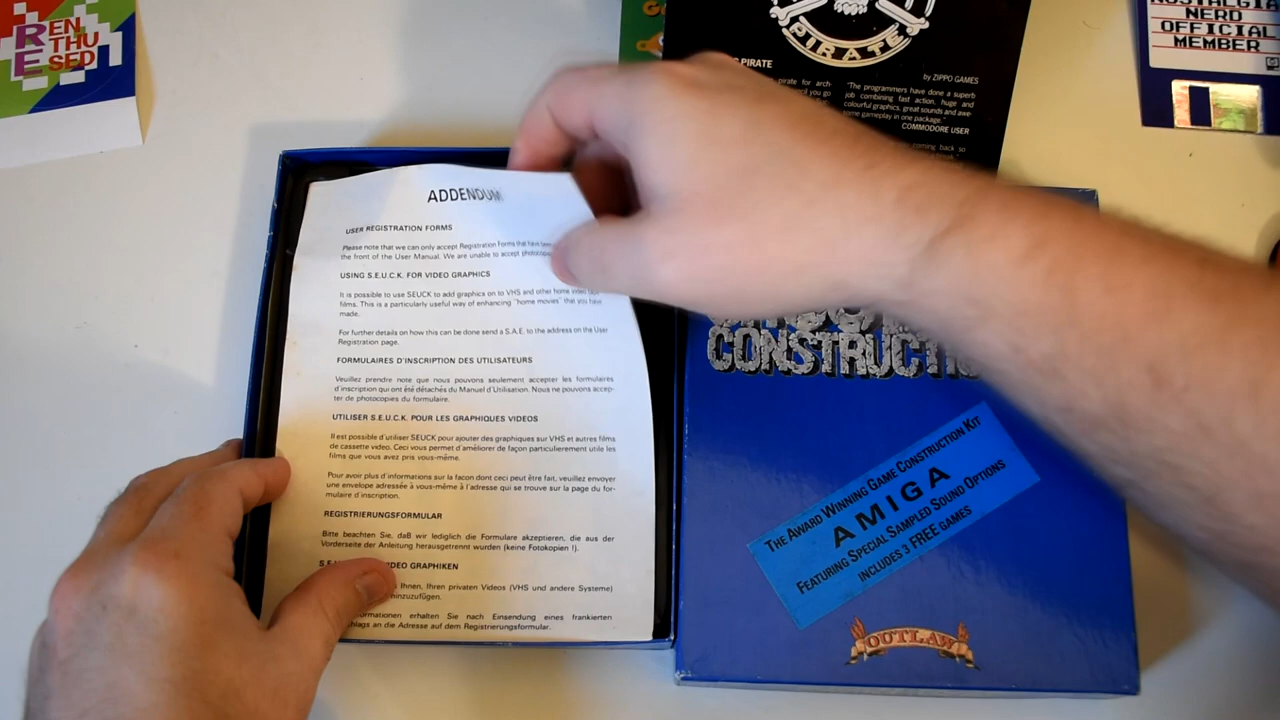 RE
EN
THU
SED
PIRATE
PIRATE
by ZIPPO GAMES
pirate for arch
you go
"The programmers have done a superb
job combining fast action, huge and
colourful graphics, great sounds and awe-
some gameplay in one package."
COMMODORE USER
coming back so
NOSTALGIA
NERD
OFFICIAL
MEMBER
ADDENDUM
USER REGISTRATION FORMS
Please note that we can only accept Registration Forms that have been
the front of the User Manual. We are unable to accept photocopies
USING S.E.U.C.K. FOR VIDEO GRAPHICS
It is possible to use SEUCK to add graphics on to VHS and other home video tape
films. This is a particularly useful way of enhancing "home movies" that you have
made.
For further details on how this can be done send a S.A.E. to the address on the User
Registration page.
FORMULAIRES D'INSCRIPTION DES UTILISATEURS
Veuillez prendre note que nous pouvons seulement accepter les formulaires
d'inscription qui ont été détachés du Manuel d'Utilisation. Nous ne pouvons accep-
ter de photocopies du formulaire.
UTILISER S.E.U.C.K. POUR LES GRAPHIQUES VIDEOS
Il est possible d'utiliser SEUCK pour ajouter des graphiques sur VHS et autres films
de cassette video. Ceci vous permet d'améliorer de façon particulierement utile les
films que vous avez pris vous-même.
Pour avoir plus d'informations sur la facon dont ceci peut être fait, veuillez envoyer
une envelope adressée à vous-même à l'adresse qui se trouve sur la page du for-
mulaire d'inscription.
REGISTRIERUNGSFORMULAR
Bitte beachten Sie, daß wir lediglich die Formulare akzeptieren, die aus der
Vorderseite der Anleitung herausgetrennt wurden (keine Fotokopien !).
VIDEO GRAPHIKEN
Ihnen, Ihren privaten Videos (VHS und andere Systeme)
hinzuzufügen.
erhalten Sie nach Einsendung eines frankierten
an die Adresse auf dem Registrierungsformular.
CONSTRUCTIO
THE AWARD WINNING GAME CONSTRUCTION KIT
AMIGA
FEATURING SPECIAL SAMPLED SOUND OPTIONS
INCLUDES 3 FREE GAMES
OUTLAW